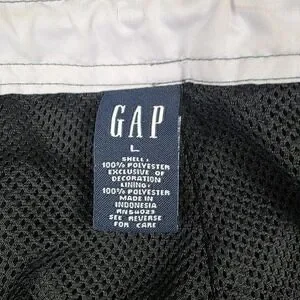 GAP
L
SHELL:
100% POLYESTER
EXCLUSIVE OF
DECORATION
LINING:
100% POLYESTER
MADE IN
INDONESIA
RN54023
SEE REVERSE
FOR CARE